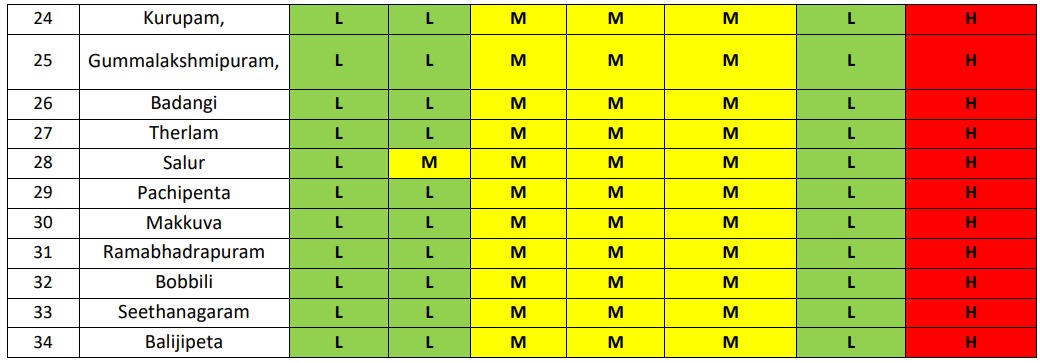 24 Kurupam, L L M M M L H
25 Gummalakshmipuram, L L M M M L H
26 Badangi L L M M M L H
27 Therlam L L M M M L H
28 Salur L M M M M L H
29 Pachipenta L L M M M L H
30 Makkuva L L M M M L H
31 Ramabhadrapuram L L M M M L H
32 Bobbili L L M M M L H
33 Seethanagaram L L M M M L H
34 Balijipeta L L M M M L H